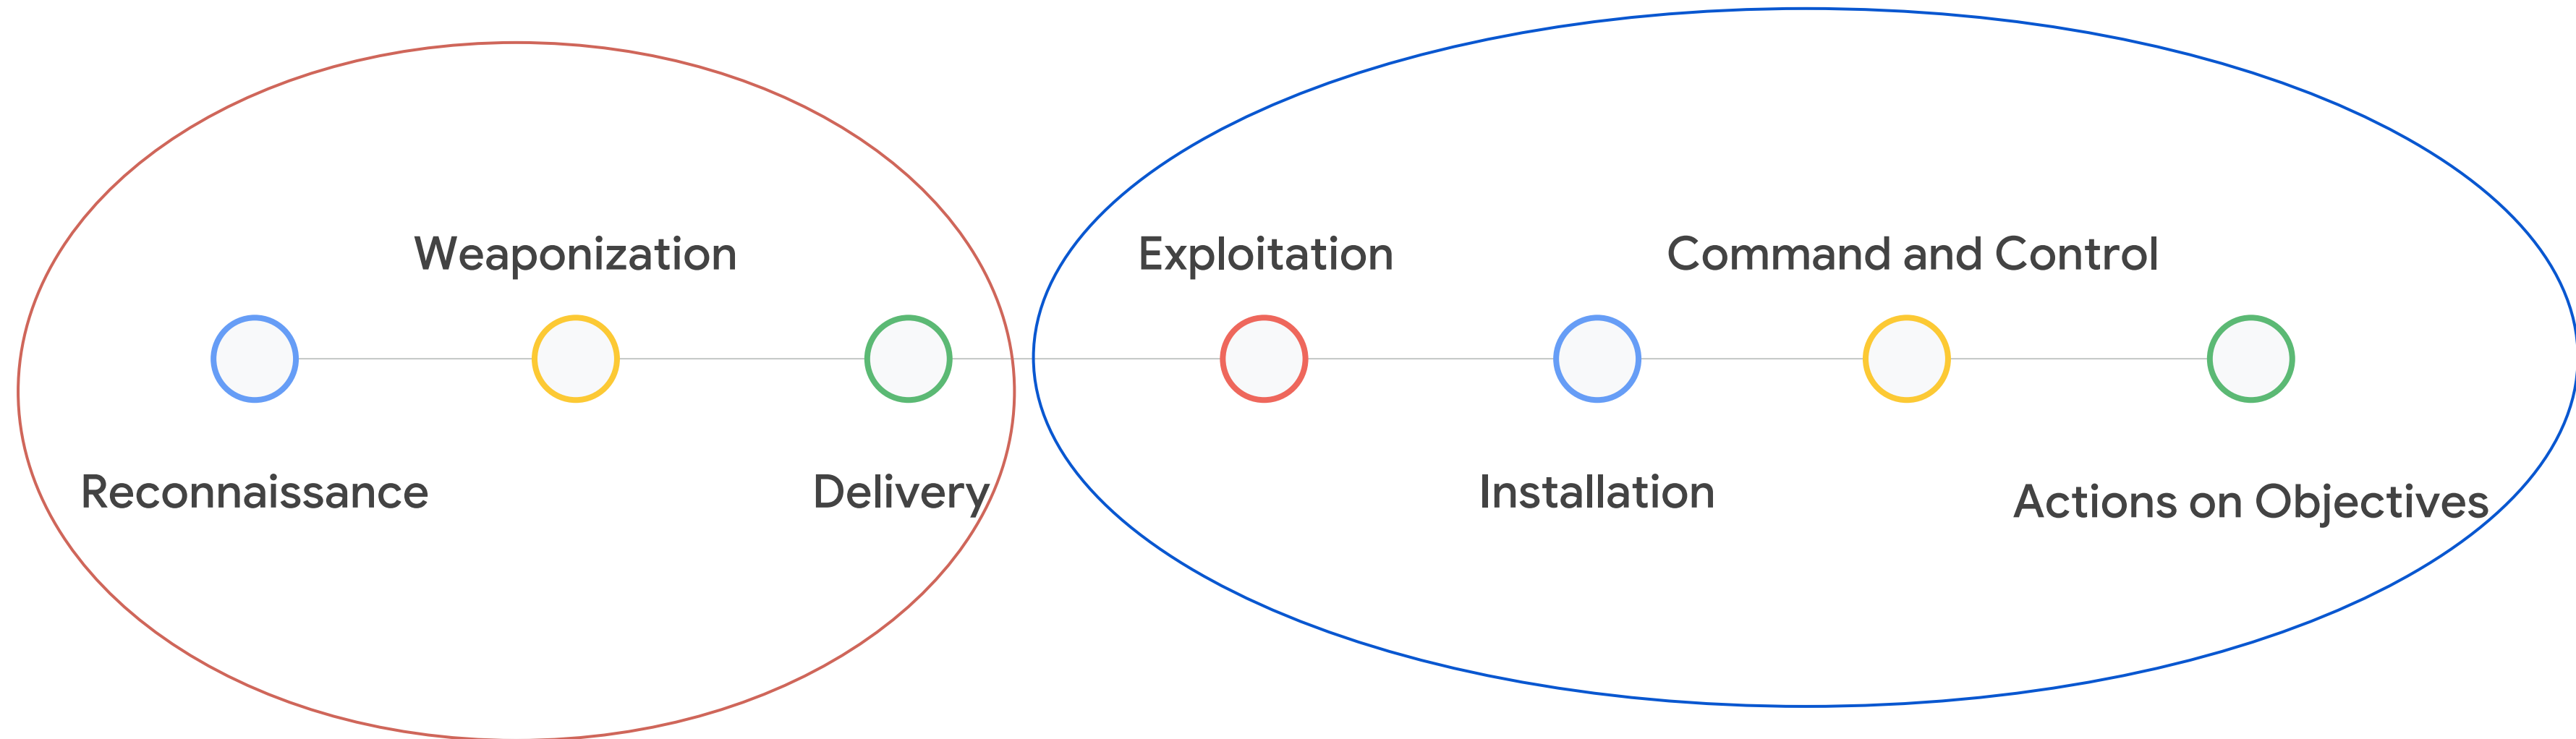 Reconnaissance
Weaponization
Delivery
Exploitation
Installation
Command and Control
Actions on Objectives